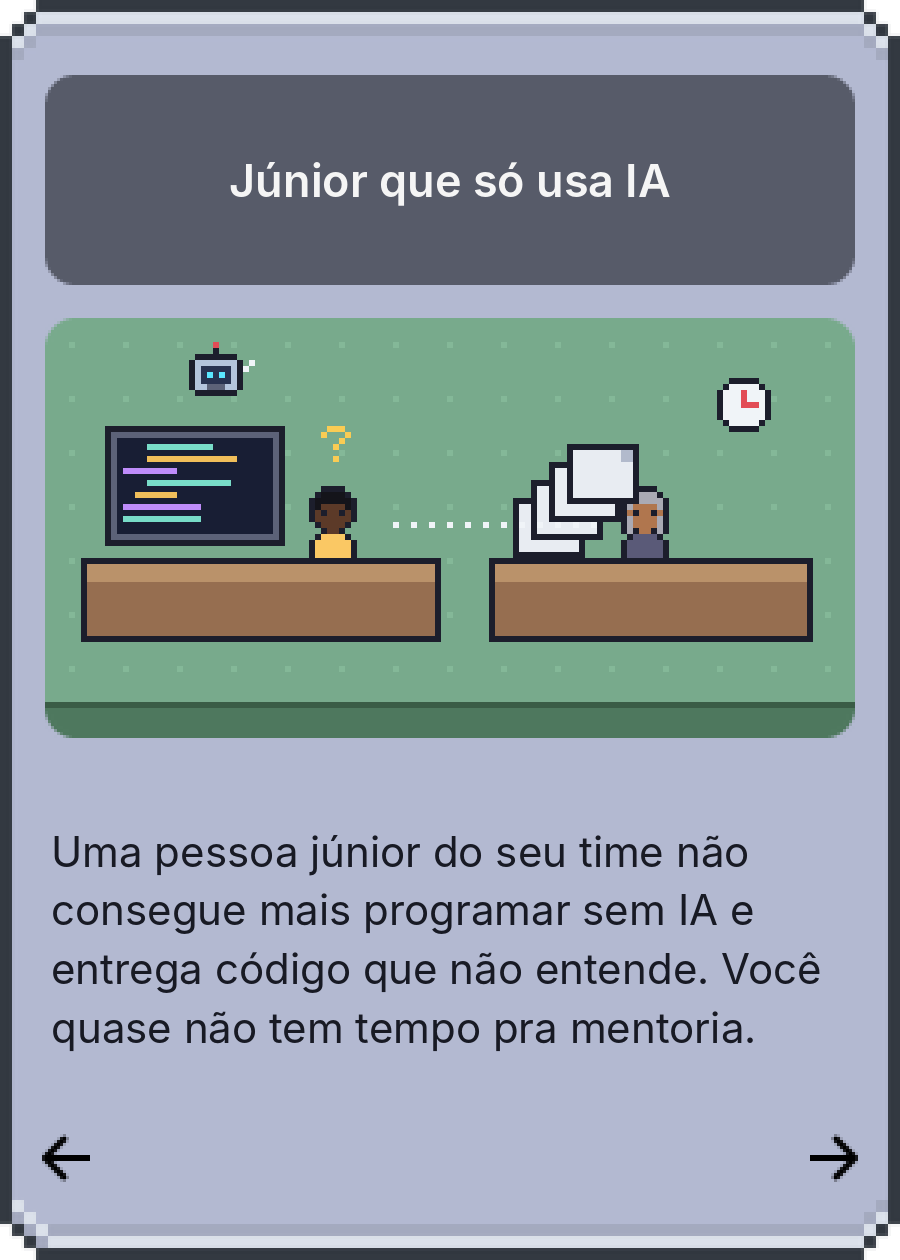 Júnior que só usa IA
Uma pessoa júnior do seu time não
consegue mais programar sem IA e
entrega código que não entende. Você
quase não tem tempo pra mentoria.